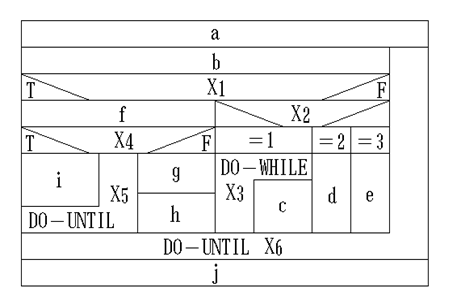 a
b
T X1 F
f X2
T X4 F =1 =2 =3
i X5 g DO-WHILE X3 c d e
h
DO-UNTIL
DO-UNTIL X6
j